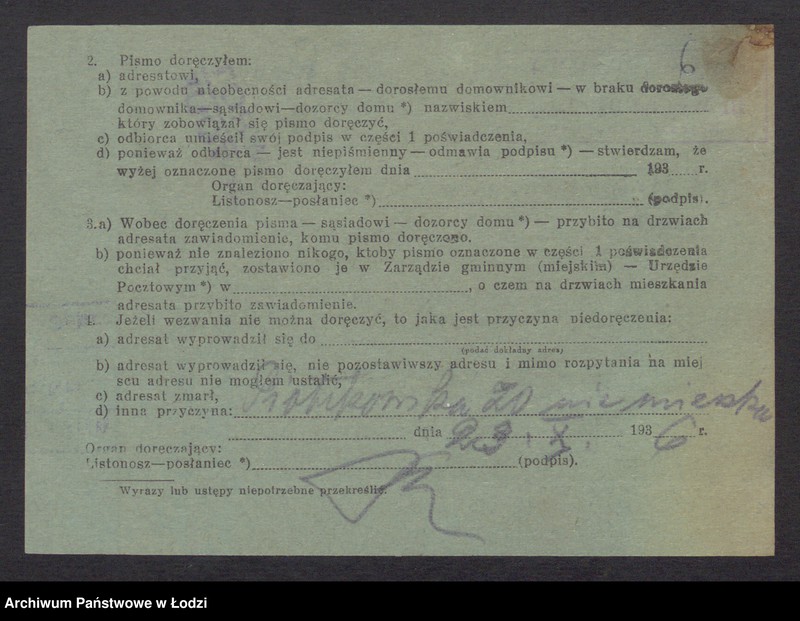 6
2. Pismo doręczyłem:
a) adresatowi,
b) z powodu nieobecności adresata — dorosłemu domownikowi — w braku dorosłego
domownika—sąsiadowi—dozorcy domu *) nazwiskiem
który zobowiązał się pismo doręczyć,
c) odbiorca umieścił swój podpis w części 1 poświadczenia,
d) ponieważ odbiorca — jest niepiśmienny — odmawia podpisu *) — stwierdzam, że
wyżej oznaczone pismo doręczyłem dnia 193 r.
Organ doręczający:
Listonosz—posłaniec *) (podpis).
3. a) Wobec doręczenia pisma — sąsiadowi — dozorcy domu *) — przybito na drzwiach
adresata zawiadomienie, komu pismo doręczono.
b) ponieważ nie znaleziono nikogo, ktoby pismo oznaczone w części 1 poświadczenia
chciał przyjąć, zostawiono je w Zarządzie gminnym (miejskim) — Urzędzie
Pocztowym *) w , o czem na drzwiach mieszkania
adresata przybito zawiadomienie.
4. Jeżeli wezwania nie można doręczyć, to jaka jest przyczyna niedoręczenia:
a) adresat wyprowadził się do
(podać dokładny adres)
b) adresat wyprowadził się, nie pozostawiwszy adresu i mimo rozpytania na miej
scu adresu nie mogłem ustalić,
c) adresat zmarł,
d) inna przyczyna: 20 nie mieszka
dnia 23. X. 1936 r.
Organ doręczający:
Listonosz—posłaniec *) (podpis).
Wyrazy lub ustępy niepotrzebne przekreślić.
Archiwum Państwowe w Łodzi